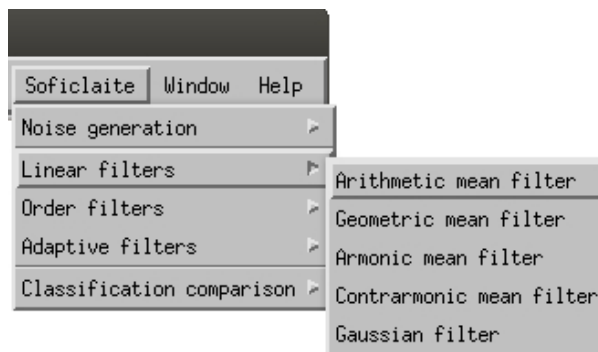 Soficlaite Window Help
Noise generation
Linear filters
Order filters
Adaptive filters
Classification comparison
Arithmetic mean filter
Geometric mean filter
Armonic mean filter
Contrarmonic mean filter
Gaussian filter